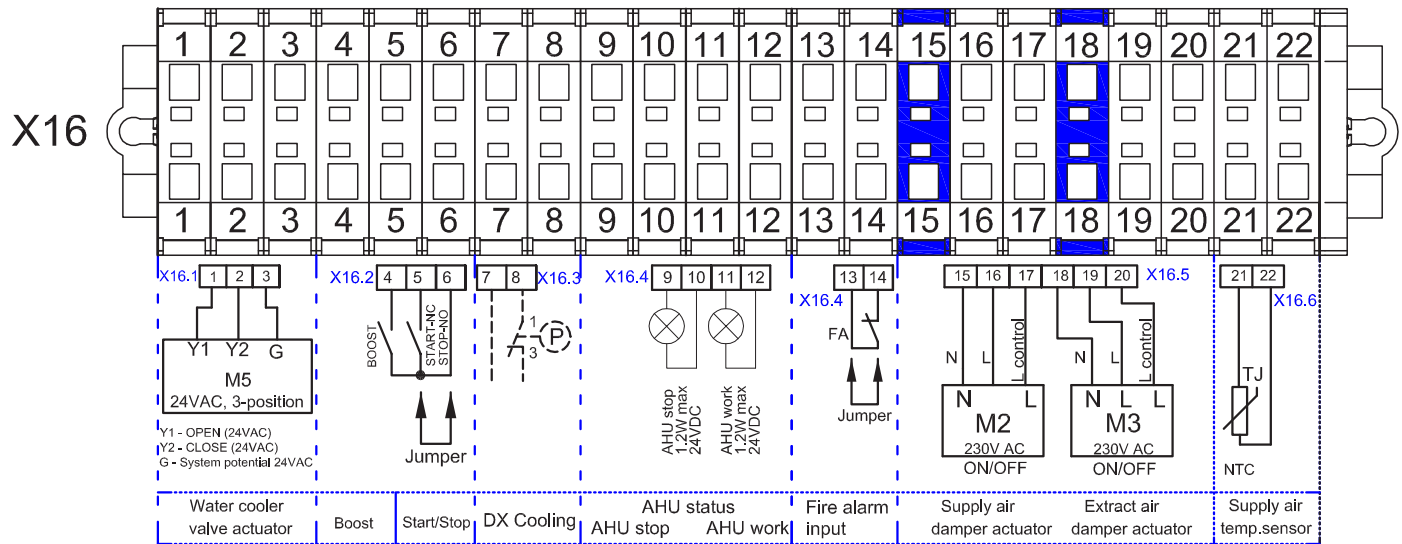 1 2 3 4 5 6 7 8 9 10 11 12 13 14 15 16 17 18 19 20 21 22
X16
1 2 3 4 5 6 7 8 9 10 11 12 13 14 15 16 17 18 19 20 21 22
X16.1
1 2 3
Y1 Y2 G
M5
24VAC, 3-position
Y1 - OPEN (24VAC)
Y2 - CLOSE (24VAC)
G - System potential 24VAC
X16.2
4 5 6
BOOST
START-NC
STOP-NO
Jumper
7 8
X16.3
1
3
P
X16.4
9 10 11 12
AHU stop
1.2W max
24VDC
AHU work
1.2W max
24VDC
13 14
X16.4
FA
Jumper
15 16 17 18 19 20
X16.5
N L L control
N L L control
N L
M2
230V AC
ON/OFF
N L L
M3
230V AC
ON/OFF
21 22
X16.6
TJ
NTC
Water cooler
valve actuator
Boost
Start/Stop
DX Cooling
AHU status
AHU stop AHU work
Fire alarm
input
Supply air
damper actuator
Extract air
damper actuator
Supply air
temp.sensor